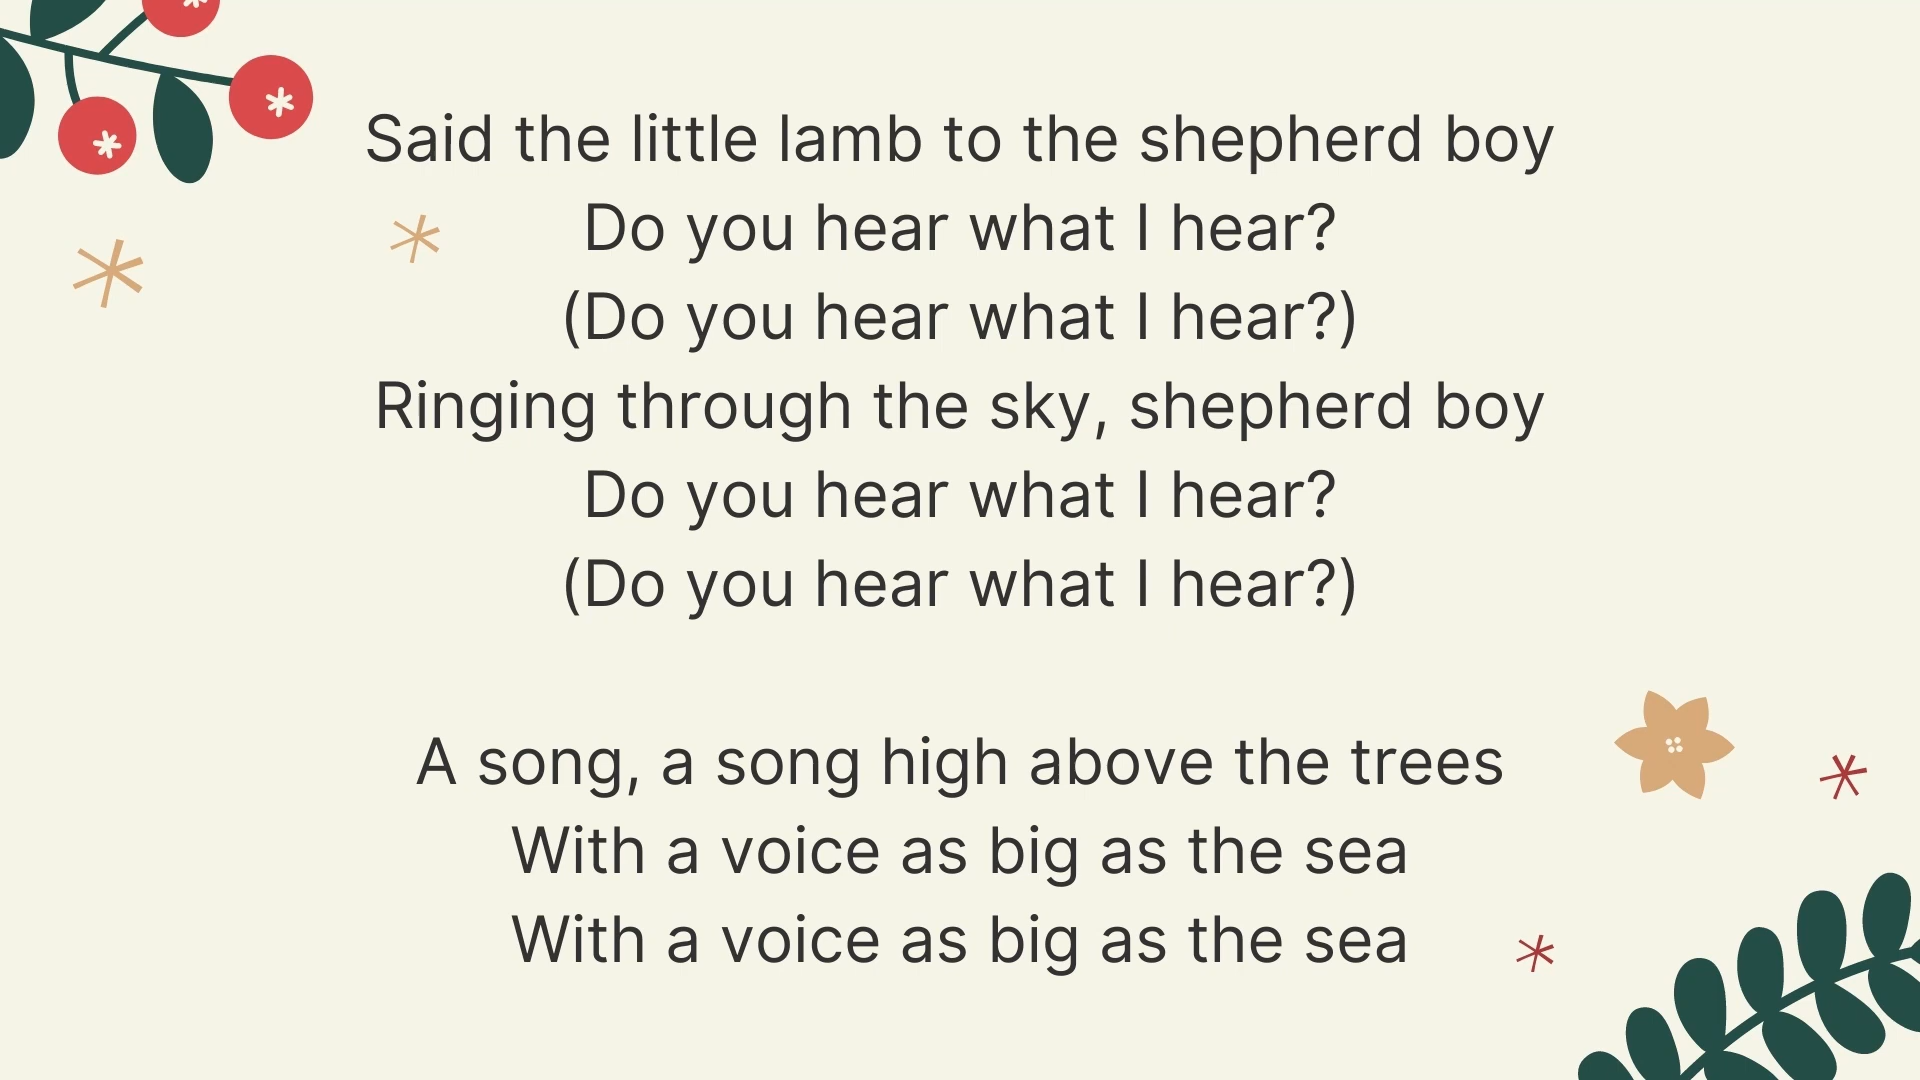 Said the little lamb to the shepherd boy
Do you hear what I hear?
(Do you hear what I hear?)
Ringing through the sky, shepherd boy
Do you hear what I hear?
(Do you hear what I hear?)
A song, a song high above the trees
With a voice as big as the sea
With a voice as big as the sea